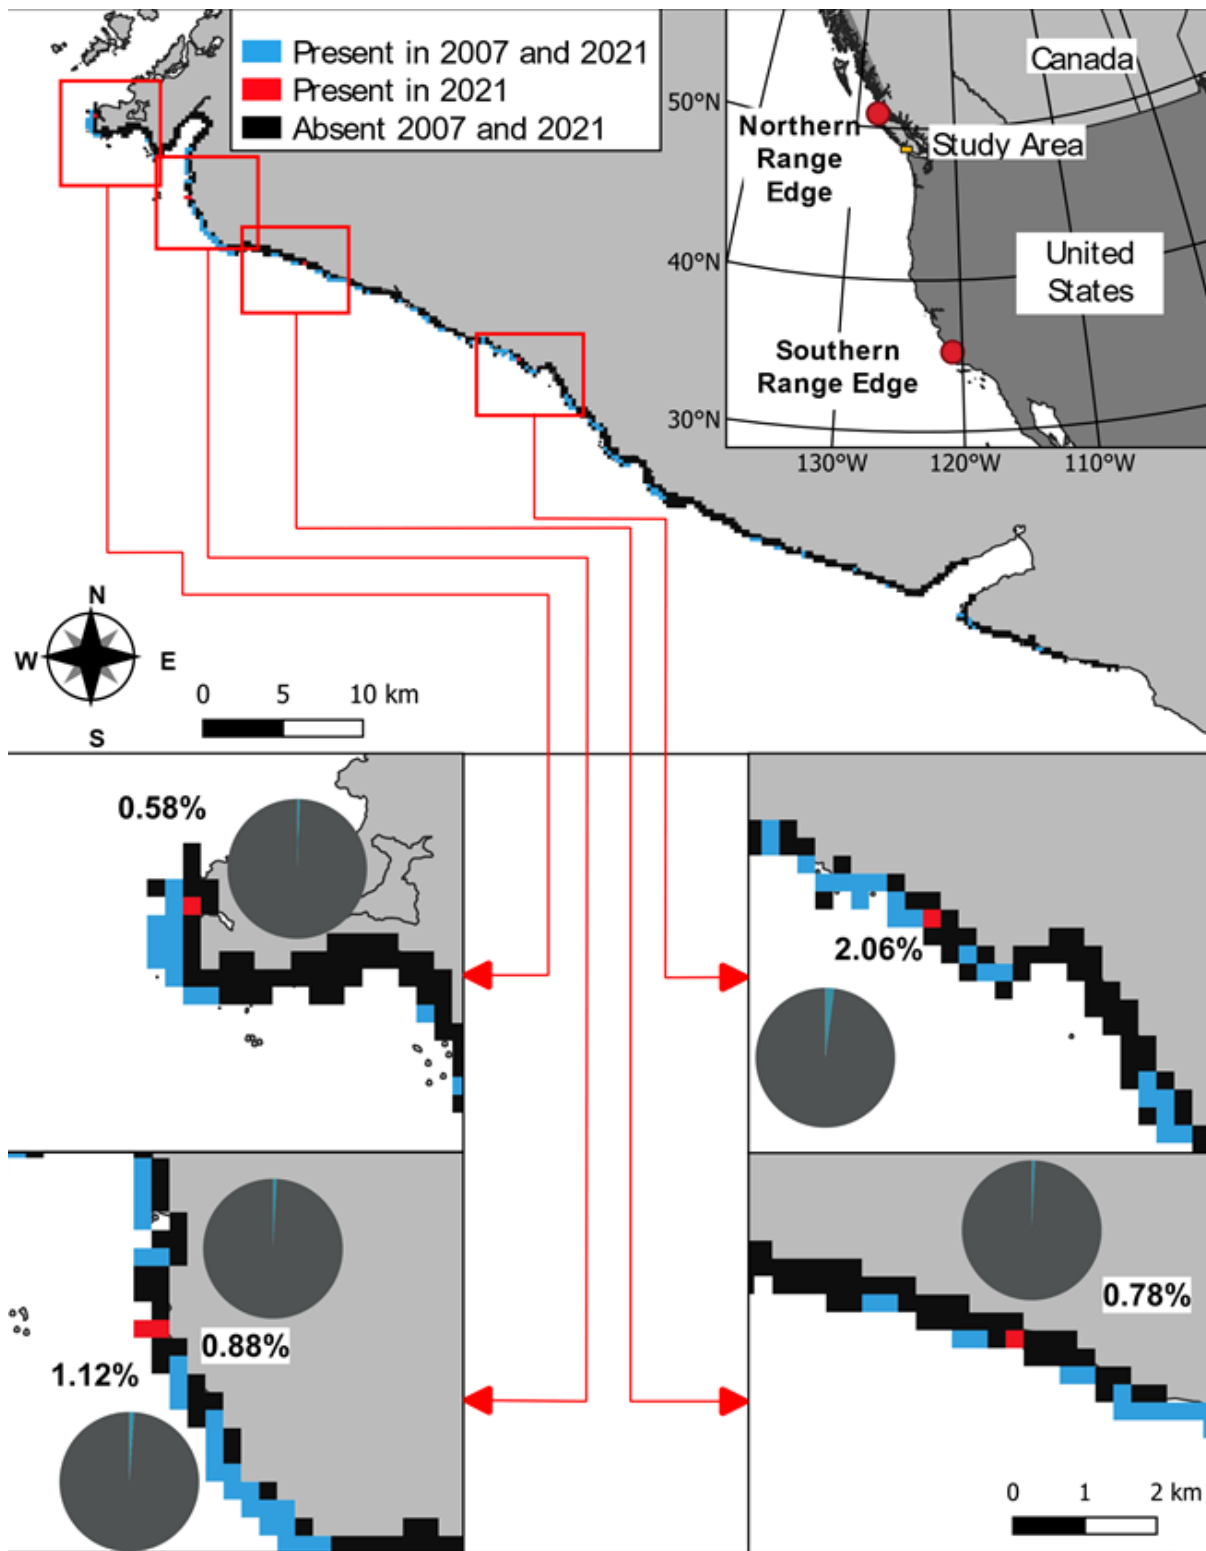 Present in 2007 and 2021
Present in 2021
Absent 2007 and 2021
Canada
50°N
Northern
Range
Edge
Study Area
United
States
40°N
Southern
Range Edge
30°N
130°W
120°W
110°W
N
W
E
S
0
5
10 km
0.58%
2.06%
0.88%
1.12%
0.78%
0
1
2 km